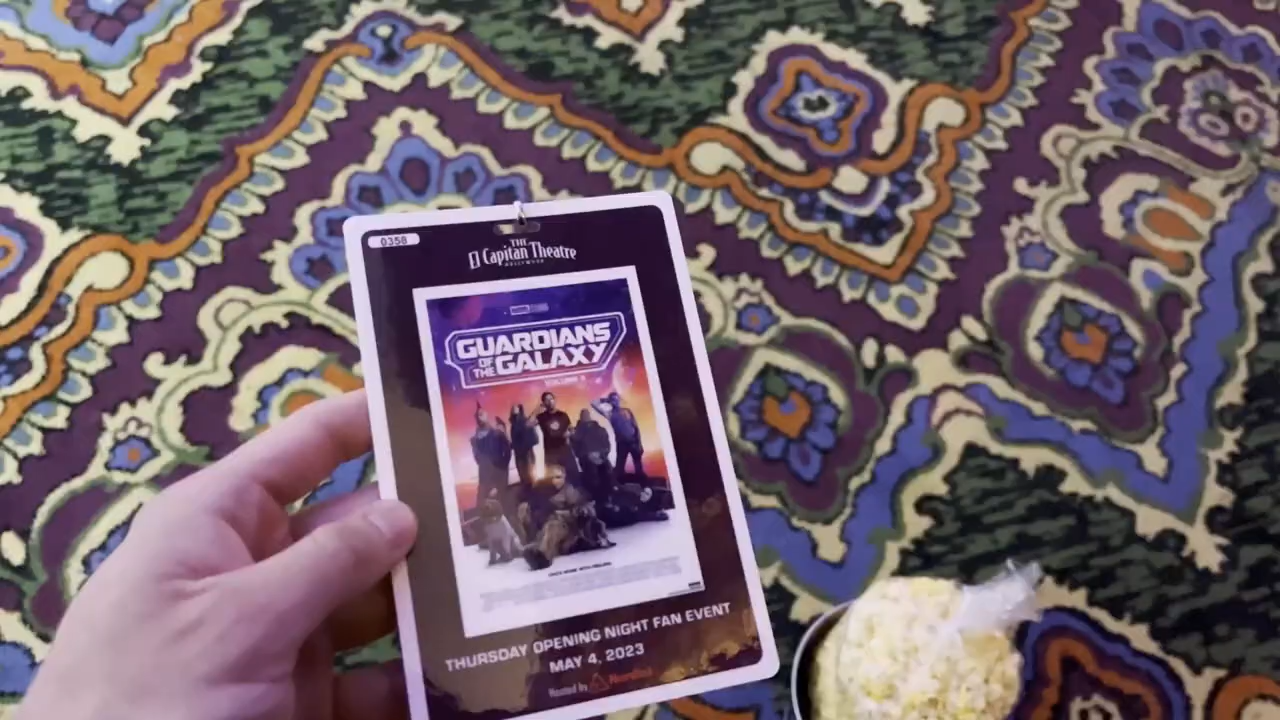 0358
THE
El Capitan Theatre
HOLLYWOOD
GUARDIANS
OF
THE GALAXY
THURSDAY OPENING NIGHT FAN EVENT
MAY 4, 2023
Hosted by